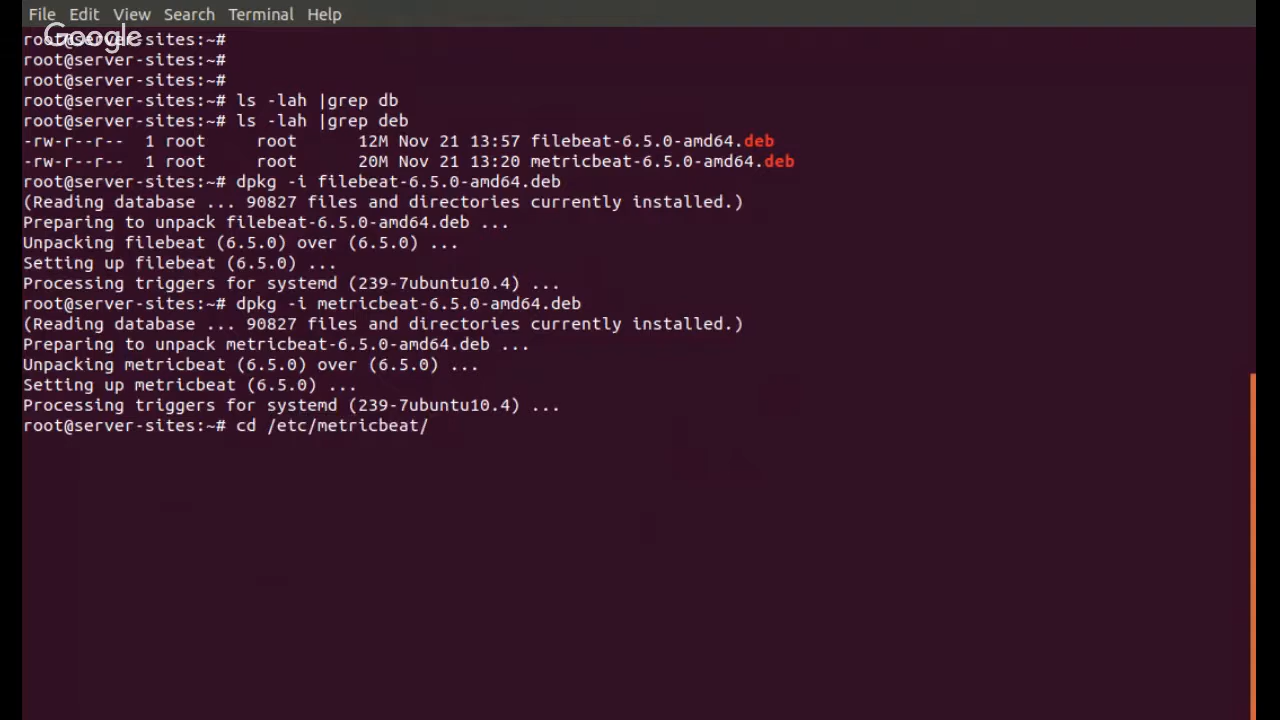 File Edit View Search Terminal Help
Google
root@server-sites:~#
root@server-sites:~#
root@server-sites:~#
root@server-sites:~# ls -lah |grep db
root@server-sites:~# ls -lah |grep deb
-rw-r--r--  1 root     root      12M Nov 21 13:57 filebeat-6.5.0-amd64.deb
-rw-r--r--  1 root     root      20M Nov 21 13:20 metricbeat-6.5.0-amd64.deb
root@server-sites:~# dpkg -i filebeat-6.5.0-amd64.deb
(Reading database ... 90827 files and directories currently installed.)
Preparing to unpack filebeat-6.5.0-amd64.deb ...
Unpacking filebeat (6.5.0) over (6.5.0) ...
Setting up filebeat (6.5.0) ...
Processing triggers for systemd (239-7ubuntu10.4) ...
root@server-sites:~# dpkg -i metricbeat-6.5.0-amd64.deb
(Reading database ... 90827 files and directories currently installed.)
Preparing to unpack metricbeat-6.5.0-amd64.deb ...
Unpacking metricbeat (6.5.0) over (6.5.0) ...
Setting up metricbeat (6.5.0) ...
Processing triggers for systemd (239-7ubuntu10.4) ...
root@server-sites:~# cd /etc/metricbeat/